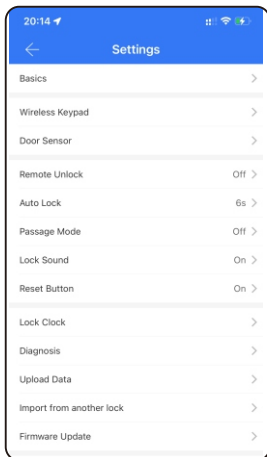 20:14
Settings
Basics
Wireless Keypad
Door Sensor
Remote Unlock Off
Auto Lock 6s
Passage Mode Off
Lock Sound On
Reset Button On
Lock Clock
Diagnosis
Upload Data
Import from another lock
Firmware Update